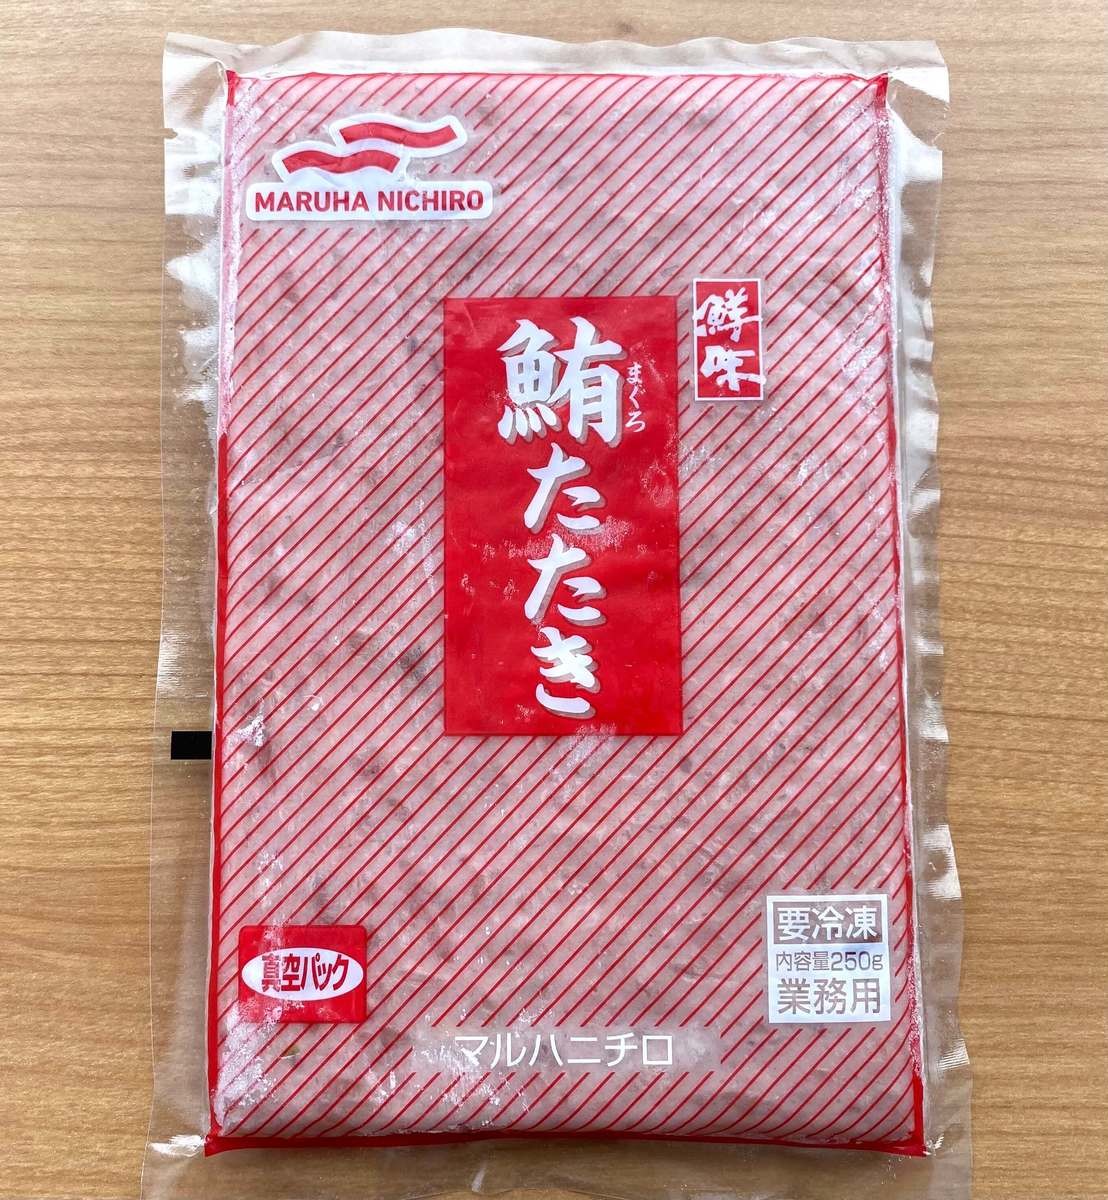 MARUHA NICHIRO
鮮味
鮪たたき
まぐろ
真空パック
要冷凍
内容量250g
業務用
マルハニチロ